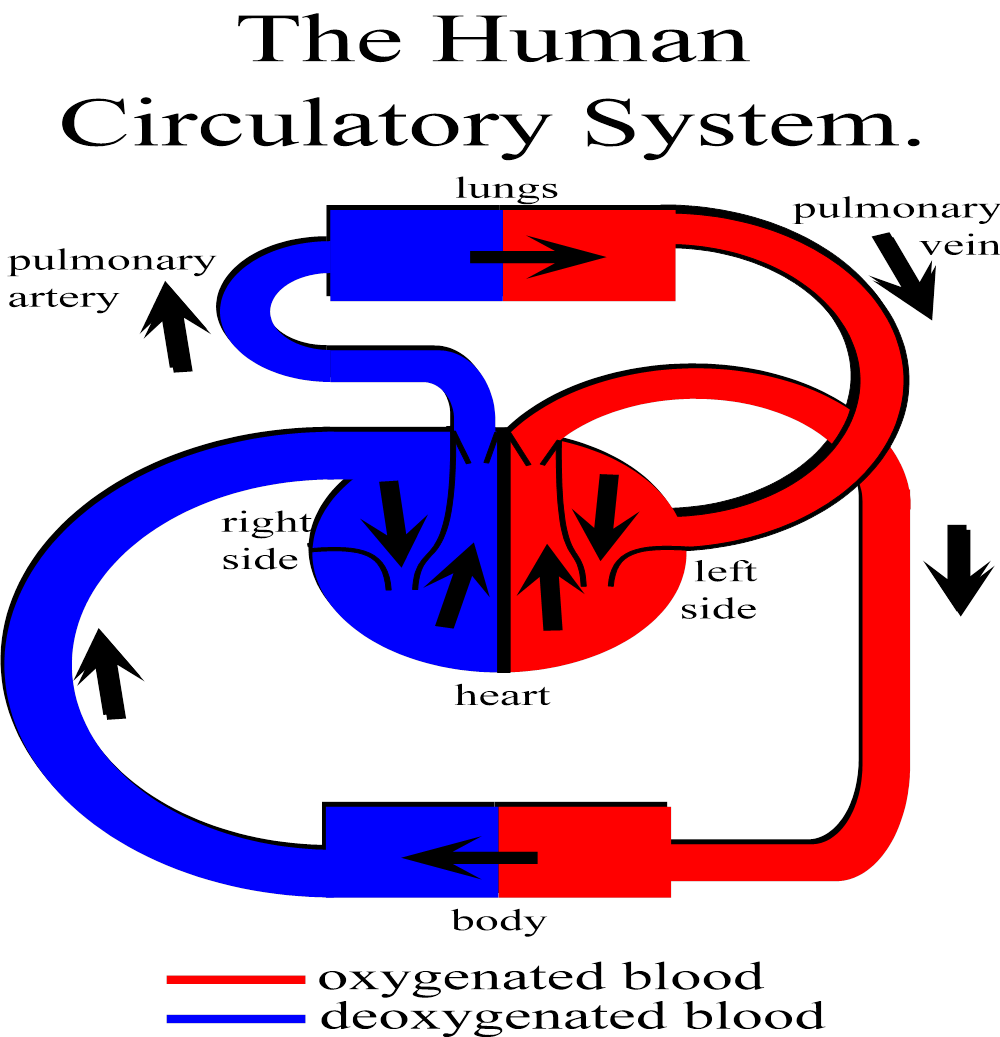 The Human
Circulatory System.
lungs
pulmonary
vein
pulmonary
artery
right
side
left
side
heart
body
oxygenated blood
deoxygenated blood